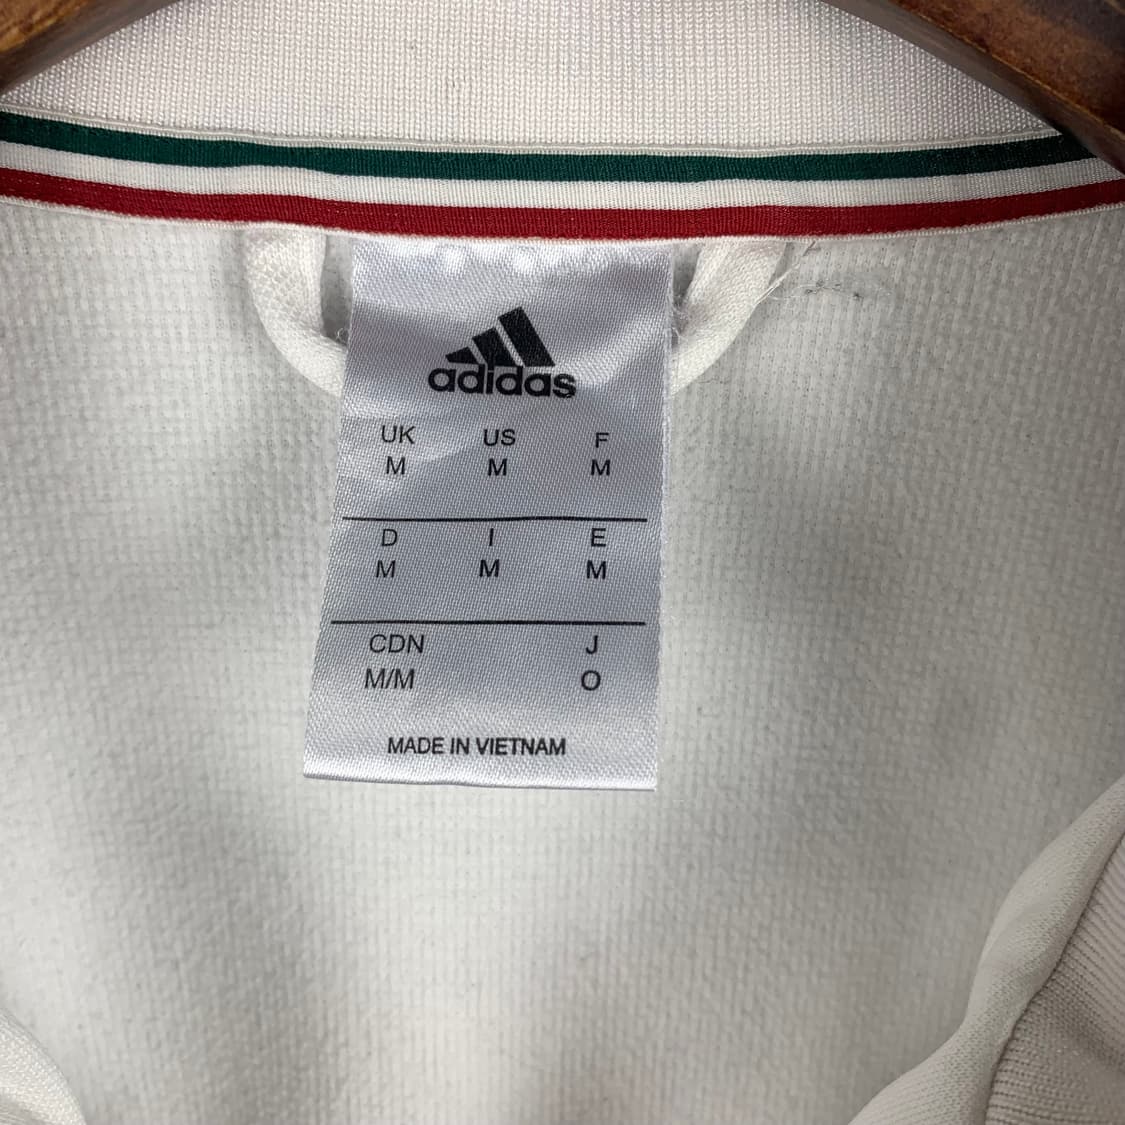 adidas
UK US F
M M M
D I E
M M M
CDN J
M/M O
MADE IN VIETNAM